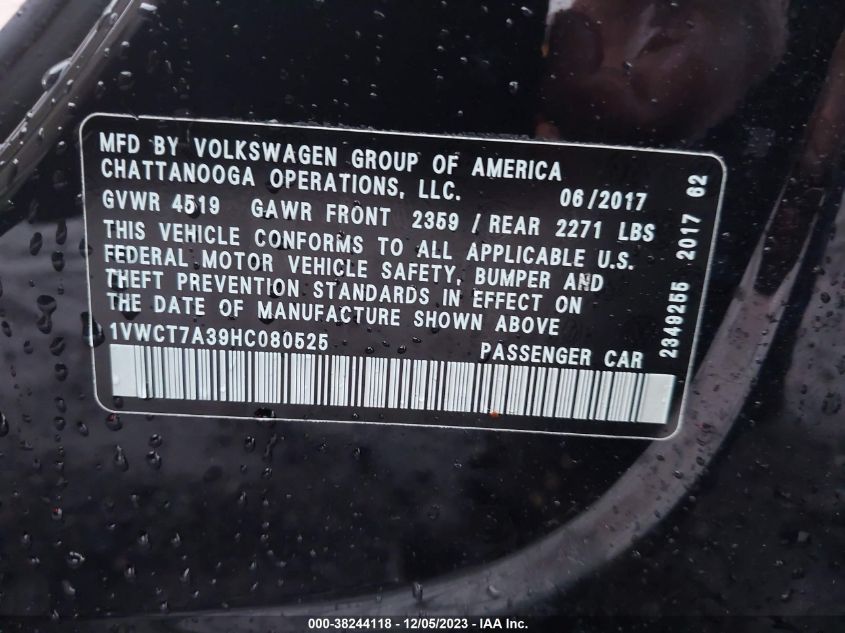 MFD BY VOLKSWAGEN GROUP OF AMERICA
CHATTANOOGA OPERATIONS, LLC. 06/2017
GVWR 4519 GAWR FRONT 2359 / REAR 2271 LBS
THIS VEHICLE CONFORMS TO ALL APPLICABLE U.S.
FEDERAL MOTOR VEHICLE SAFETY, BUMPER AND
THEFT PREVENTION STANDARDS IN EFFECT ON
THE DATE OF MANUFACTURE SHOWN ABOVE
1VWCT7A39HC080525 PASSENGER CAR
2349255 2017 62
000-38244118 - 12/05/2023 - IAA Inc.